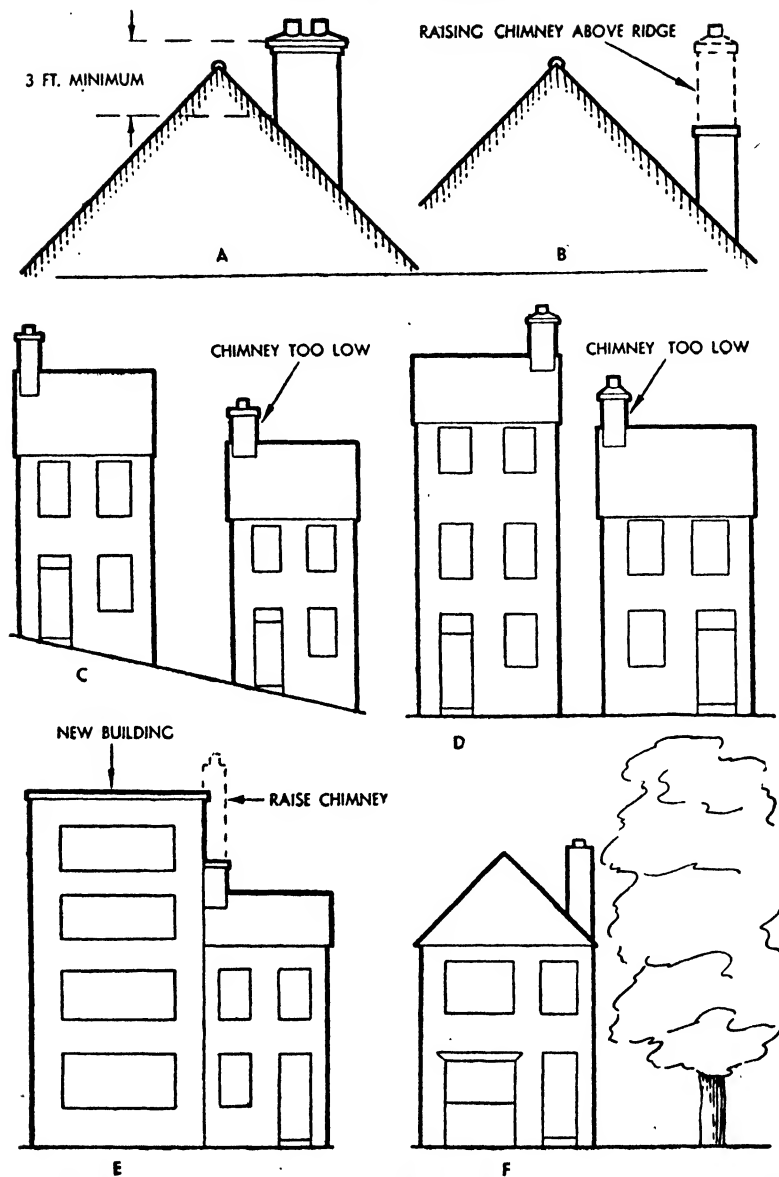 RAISING CHIMNEY ABOVE RIDGE
3 FT. MINIMUM
A
B
CHIMNEY TOO LOW
CHIMNEY TOO LOW
C
D
NEW BUILDING
RAISE CHIMNEY
E
F